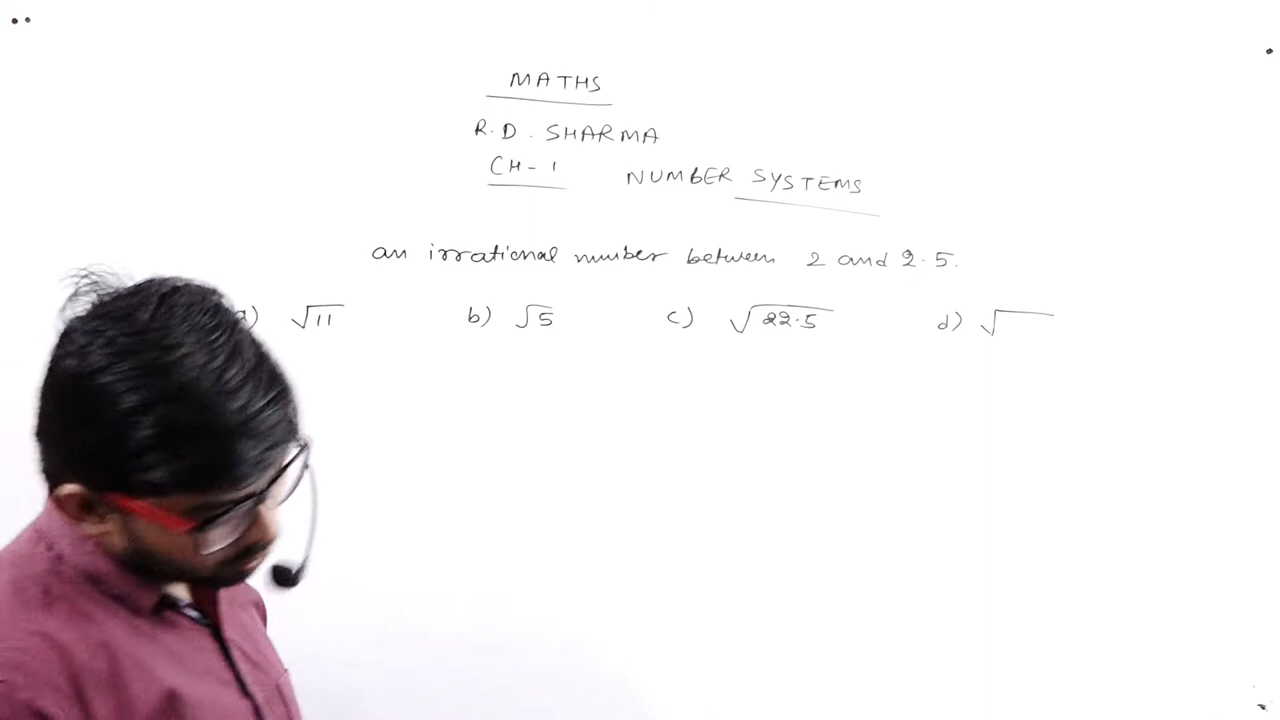 MATHS
R.D. SHARMA
CH-1 NUMBER SYSTEMS
an irrational number between 2 and 2.5.
a) √11 b) √5 c) √22.5 d) √